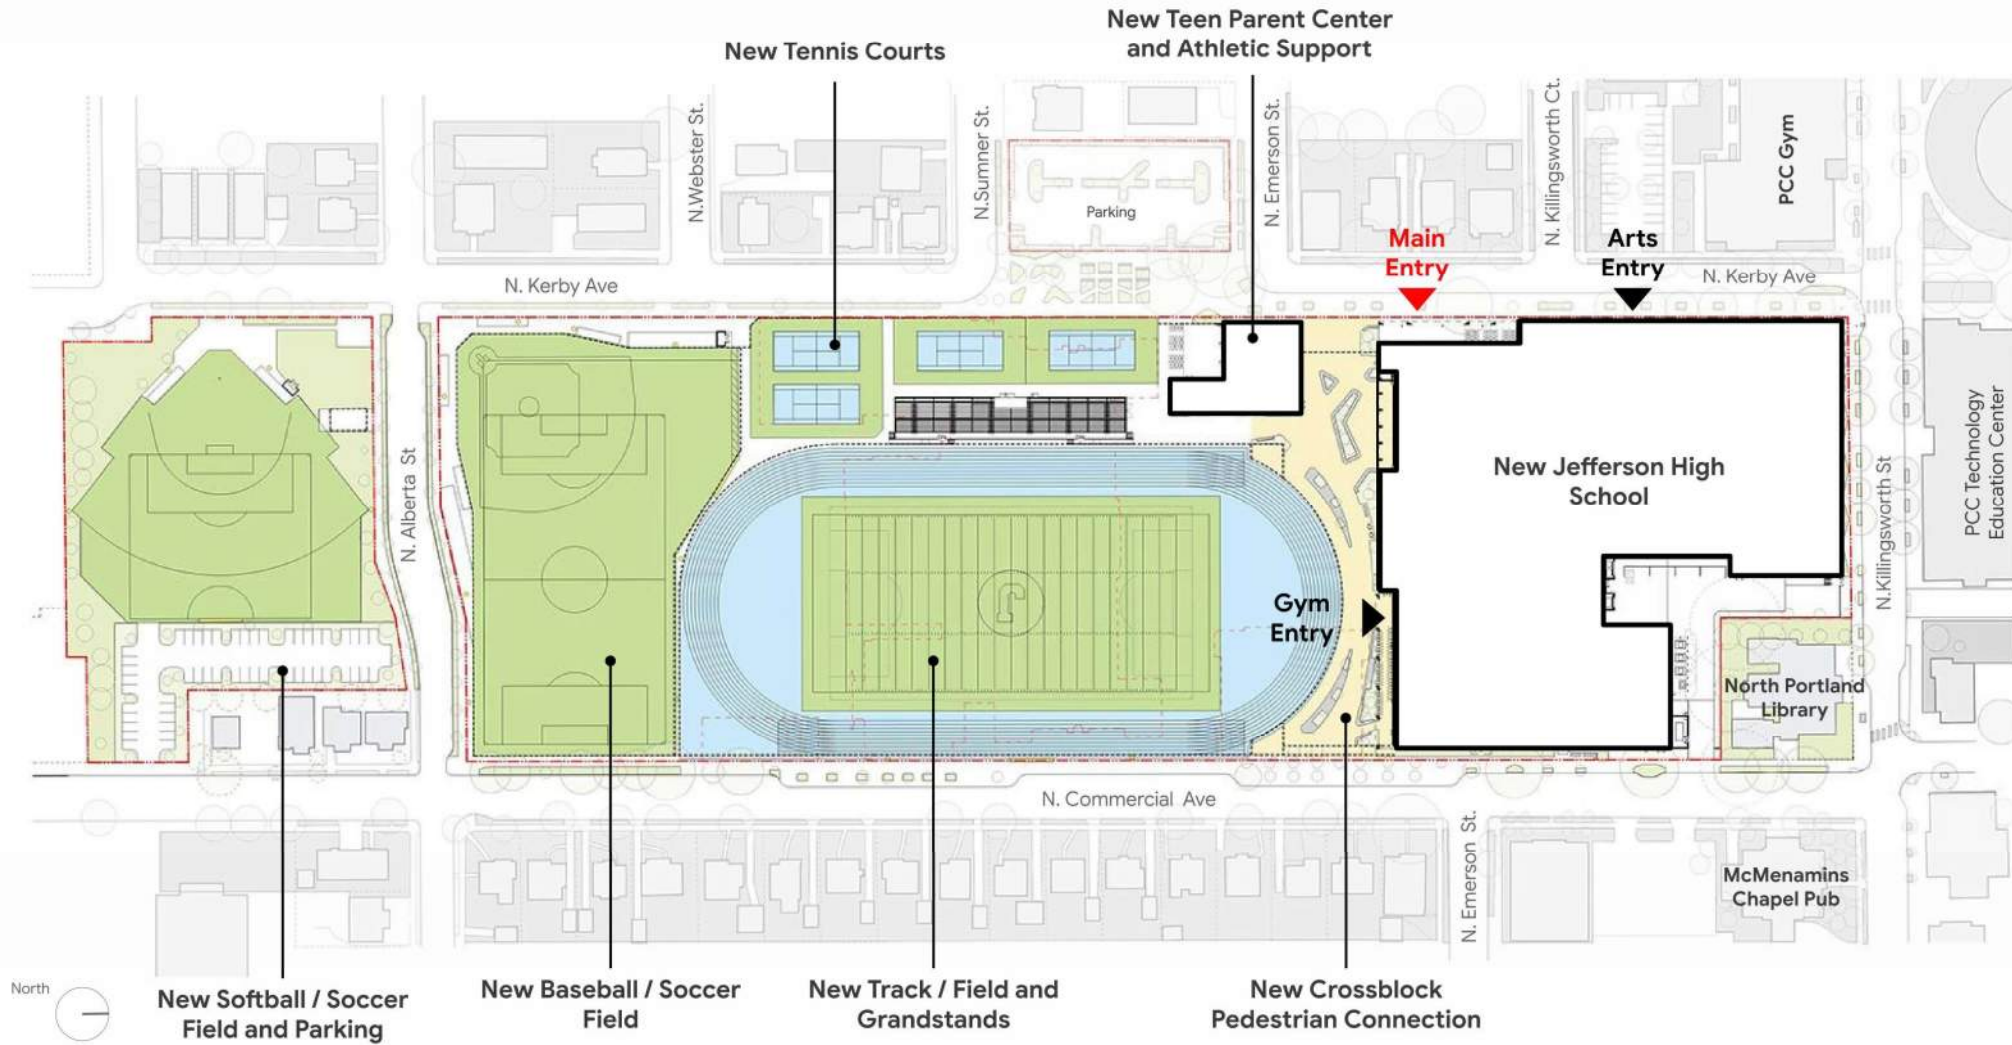 New Teen Parent Center
and Athletic Support
New Tennis Courts
N.Webster St.
N.Sumner St.
N. Emerson St.
N. Killingsworth Ct.
PCC Gym
Parking
Main
Entry
Arts
Entry
N. Kerby Ave
N. Kerby Ave
N. Alberta St
New Jefferson High
School
N.Killingsworth St
PCC Technology
Education Center
Gym
Entry
J
North Portland
Library
N. Commercial Ave
N. Emerson St.
McMenamins
Chapel Pub
North
New Softball / Soccer
Field and Parking
New Baseball / Soccer
Field
New Track / Field and
Grandstands
New Crossblock
Pedestrian Connection